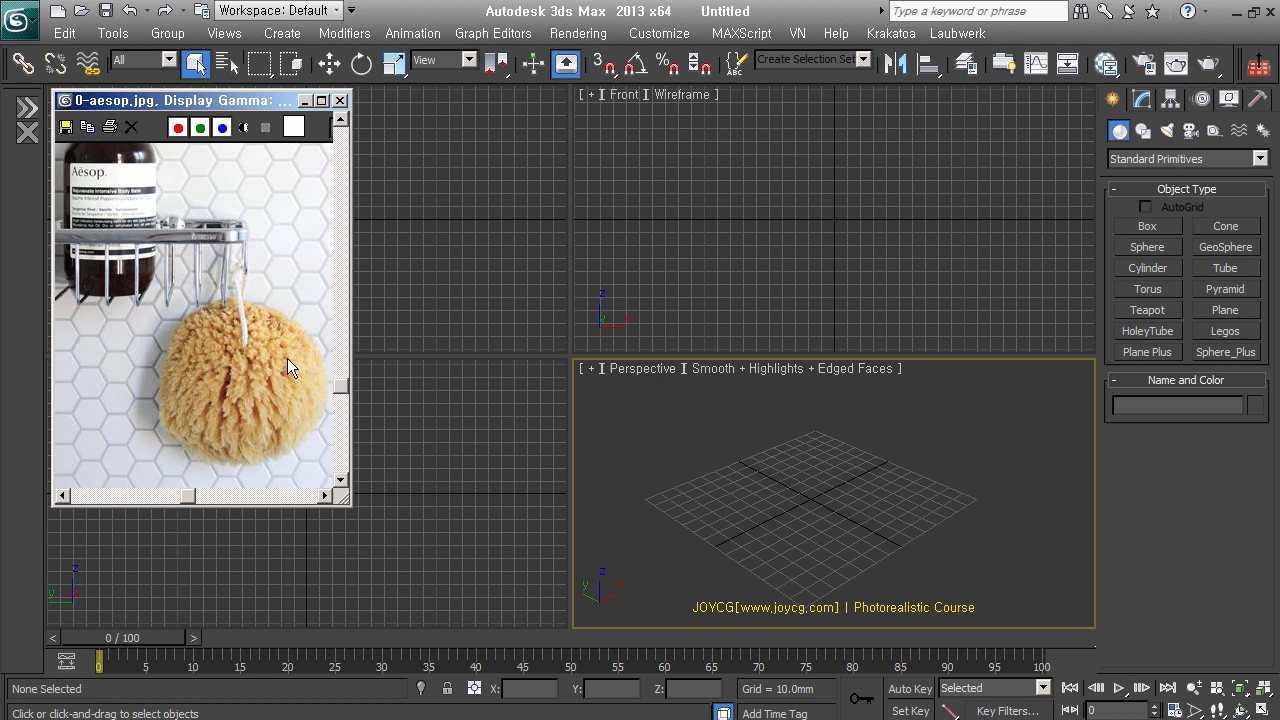 Workspace: Default
Autodesk 3ds Max 2013 x64 Untitled
Type a keyword or phrase
Edit Tools Group Views Create Modifiers Animation Graph Editors Rendering Customize MAXScript VN Help Krakatoa Laubwerk
All
View
3
Create Selection Set
0-aesop.jpg, Display Gamma: ...
Aesop.
Rejuvenate Intensive Body Balm
[ + ] Front ] Wireframe ]
[ + ] Perspective ] Smooth + Highlights + Edged Faces ]
z
y
x
z
y
x
z
y
x
JOYCG[www.joycg.com] | Photorealistic Course
Standard Primitives
- Object Type
AutoGrid
Box Cone
Sphere GeoSphere
Cylinder Tube
Torus Pyramid
Teapot Plane
HoleyTube Legos
Plane Plus Sphere_Plus
- Name and Color
< 0 / 100 >
0 5 10 15 20 25 30 35 40 45 50 55 60 65 70 75 80 85 90 95 100
None Selected
X: Y: Z: Grid = 10.0mm
Auto Key Selected
Click or click-and-drag to select objects
Add Time Tag
Set Key Key Filters... 0